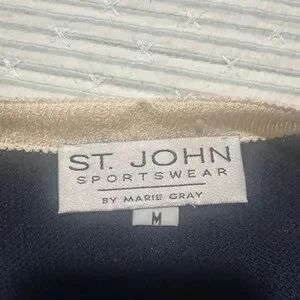 ST. JOHN
SPORTSWEAR
BY MARIE GRAY
M